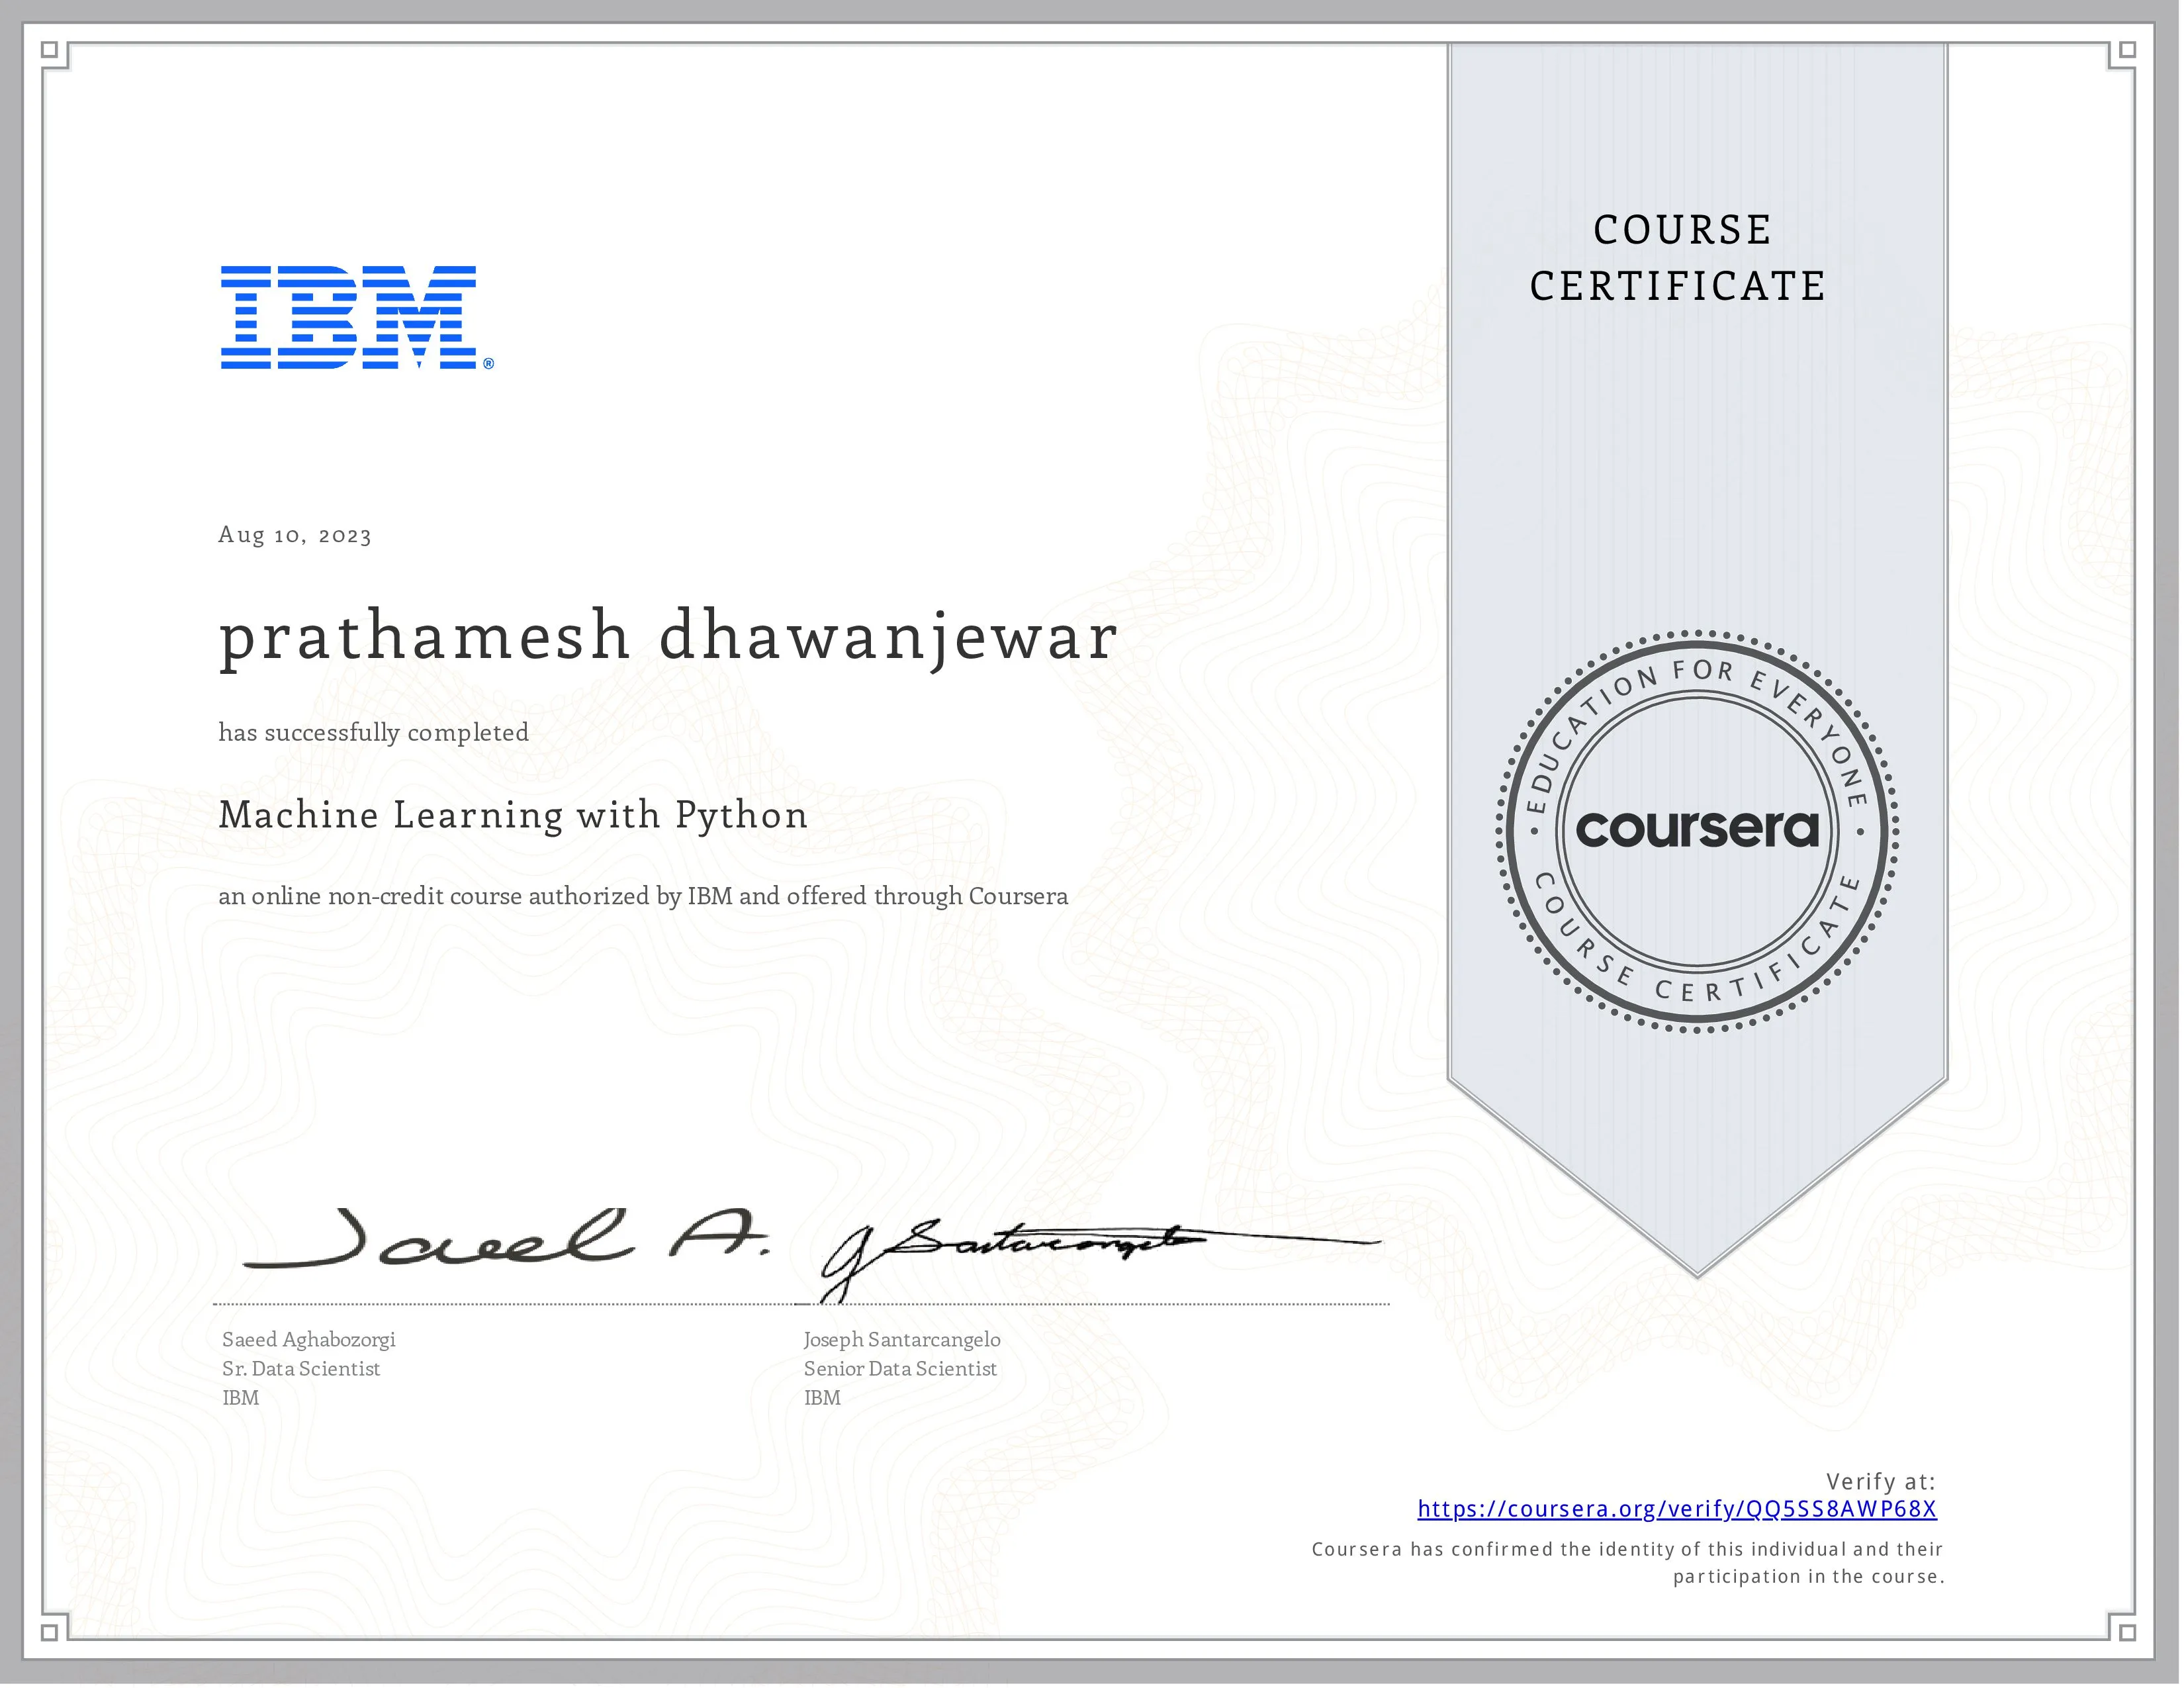 COURSE
CERTIFICATE
IBM®
Aug 10, 2023
prathamesh dhawanjewar
has successfully completed
Machine Learning with Python
an online non-credit course authorized by IBM and offered through Coursera
EDUCATION FOR EVERYONE
coursera
COURSE CERTIFICATE
Saeed A.
J Santarcangelo
Saeed Aghabozorgi
Sr. Data Scientist
IBM
Joseph Santarcangelo
Senior Data Scientist
IBM
Verify at:
https://coursera.org/verify/QQ5SS8AWP68X
Coursera has confirmed the identity of this individual and their
participation in the course.